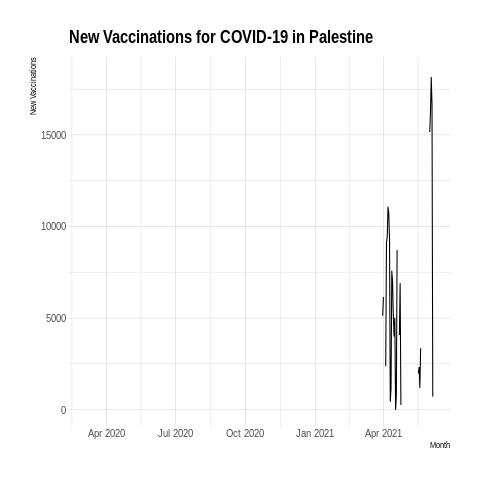 New Vaccinations for COVID-19 in Palestine
New Vaccinations
15000
10000
5000
0
Apr 2020 Jul 2020 Oct 2020 Jan 2021 Apr 2021
Month